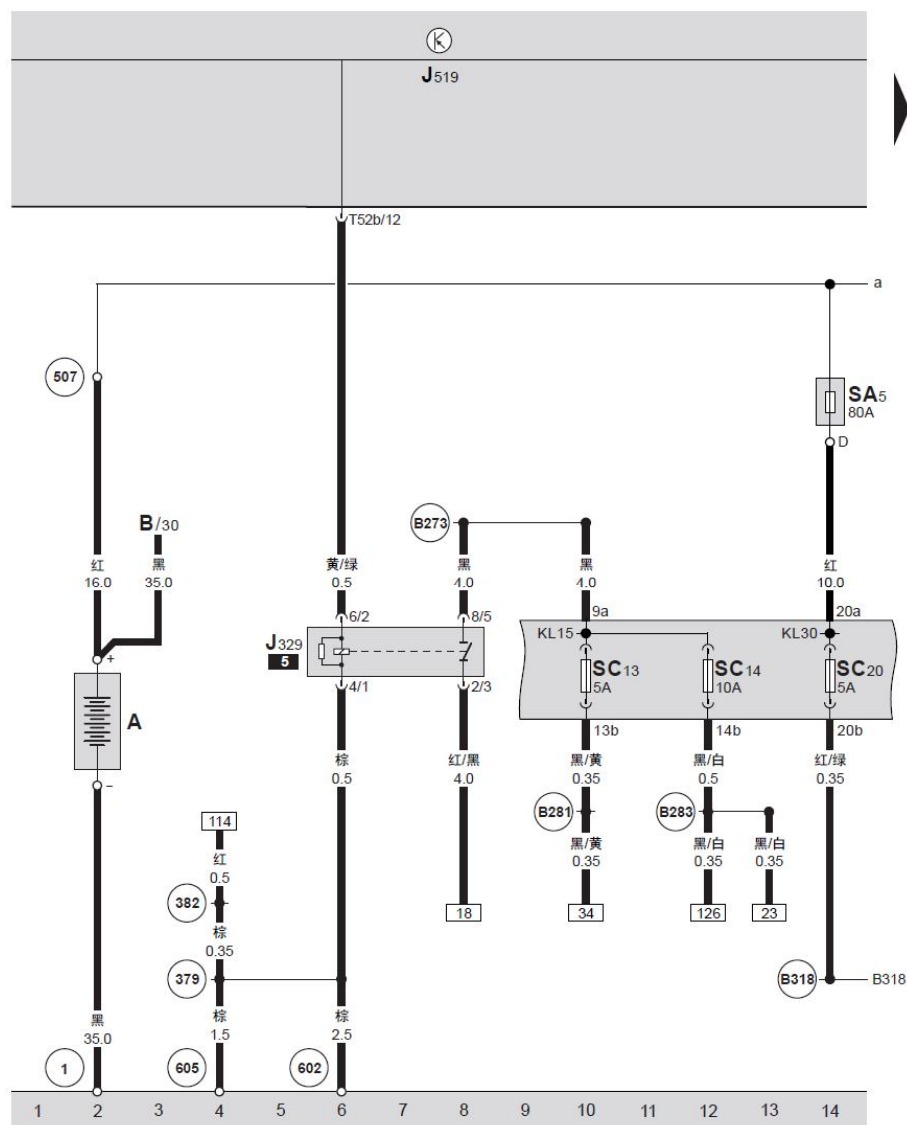 J519
T52b/12
a
507
SA5
80A
D
B/30
B273
红
16.0
黑
35.0
黄/绿
0.5
黑
4.0
黑
4.0
红
10.0
6/2
8/5
9a
20a
+
J329
5
KL15
KL30
SC13
5A
SC14
10A
SC20
5A
A
4/1
2/3
13b
14b
20b
–
棕
0.5
红/黑
4.0
黑/黄
0.35
黑/白
0.5
红/绿
0.35
114
B281
B283
红
0.5
黑/黄
0.35
黑/白
0.35
黑/白
0.35
382
18
34
126
23
棕
0.35
379
B318
B318
黑
35.0
棕
1.5
棕
2.5
1
605
602
1 2 3 4 5 6 7 8 9 10 11 12 13 14